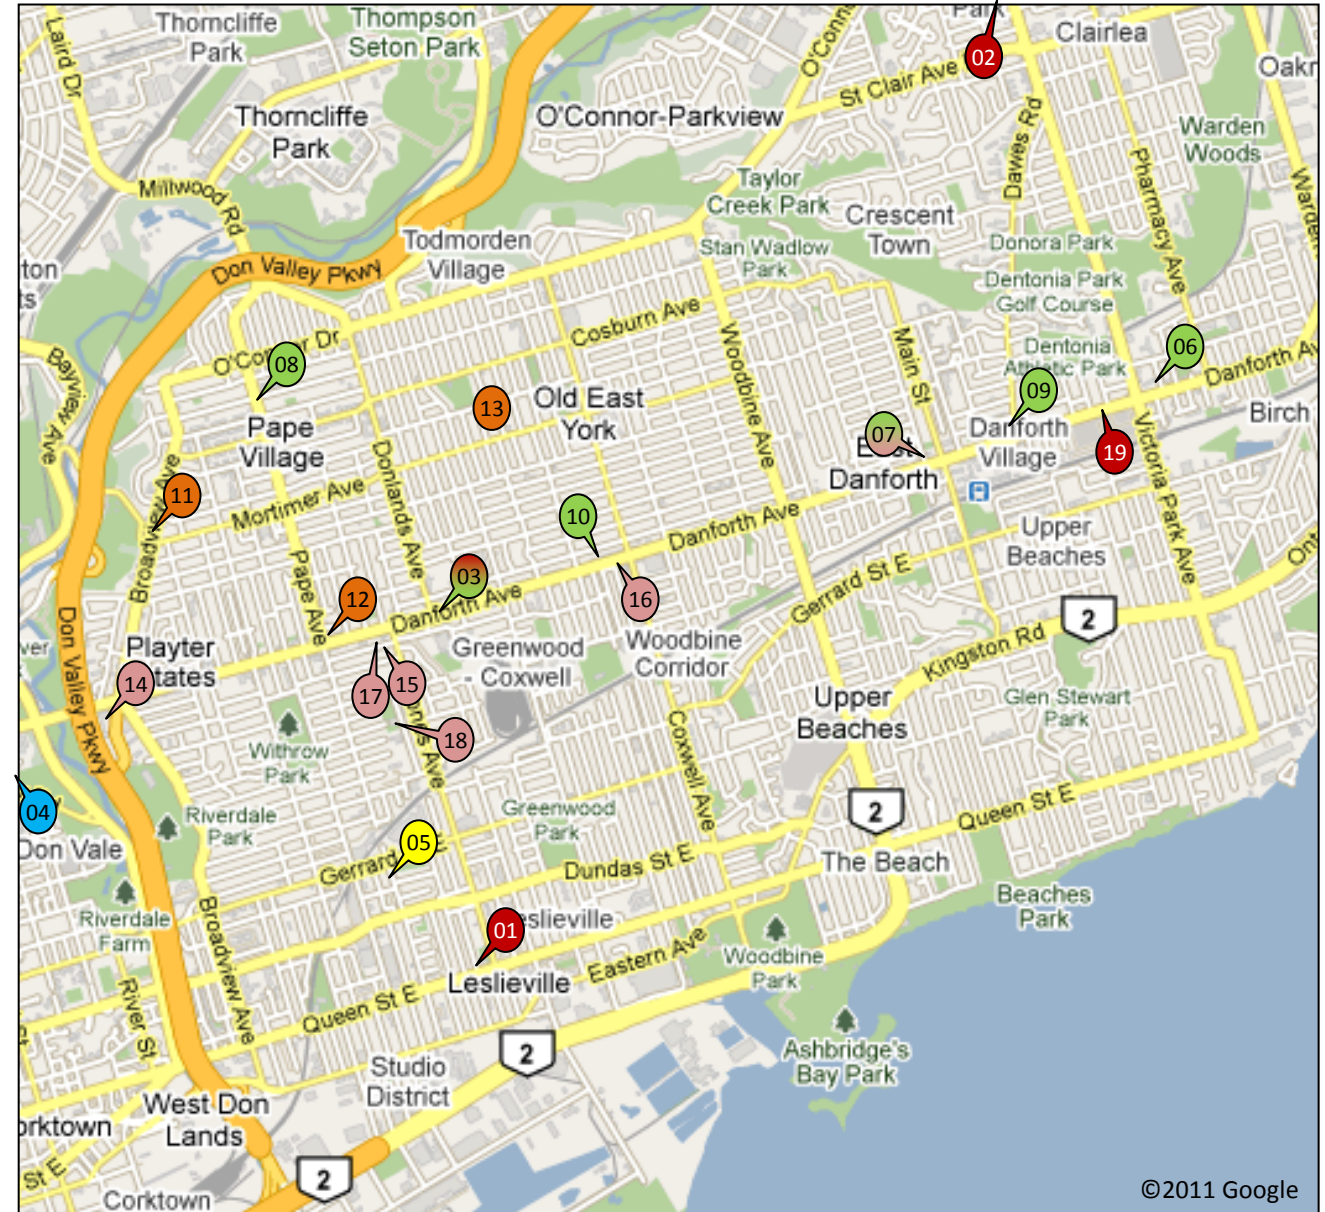 Thorncliffe
Park
Thompson
Seton Park
Laird Dr
O'Conn
Park
Clairlea
02
St Clair Ave
Oakr
Thorncliffe
Park
O'Connor-Parkview
Dawes Rd
Warden
Woods
Pharmacy Ave
Warden
Millwood Rd
Taylor
Creek Park
Crescent
Town
Todmorden
Village
Stan Wadlow
Park
Donora Park
Dentonia Park
Golf Course
Don Valley Pkwy
Cosburn Ave
Woodbine Ave
Main St
Dentonia
Athletic Park
06
Danforth Av
O'Connor Dr
08
Bayview Ave
09
13
Old East
York
Pape
Village
07
East
Danforth
Danforth
Village
Birch
19
Victoria Park Ave
Donlands Ave
11
Mortimer Ave
Broadview Ave
10
Danforth Ave
Upper
Beaches
Gerrard St E
Ont
Pape Ave
03
12
Danforth Ave
16
2
Don Valley Pkwy
Playter
Estates
Greenwood
- Coxwell
Woodbine
Corridor
Kingston Rd
14
17
15
18
Upper
Beaches
Glen Stewart
Park
Withrow
Park
Coxwell Ave
04
Riverdale
Park
Greenwood
Park
2
Queen St E
Don Vale
05
Gerrard
E
Dundas St E
The Beach
Riverdale
Farm
Beaches
Park
01
eslieville
Leslieville
Eastern Ave
Woodbine
Park
Broadview Ave
River St
Queen St E
2
Ashbridge's
Bay Park
Studio
District
West Don
Lands
orktown
St E
2
Corktown
©2011 Google